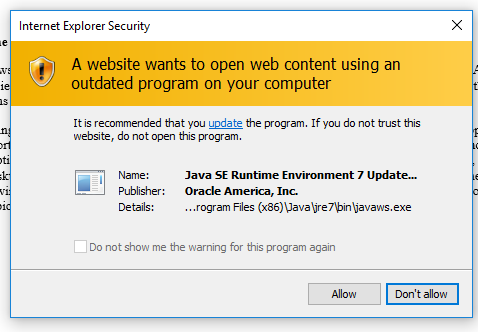 Internet Explorer Security
A website wants to open web content using an
outdated program on your computer
It is recommended that you update the program. If you do not trust this
website, do not open this program.
Name: Java SE Runtime Environment 7 Update...
Publisher: Oracle America, Inc.
Details: ...rogram Files (x86)\Java\jre7\bin\javaws.exe
Do not show me the warning for this program again
Allow Don't allow